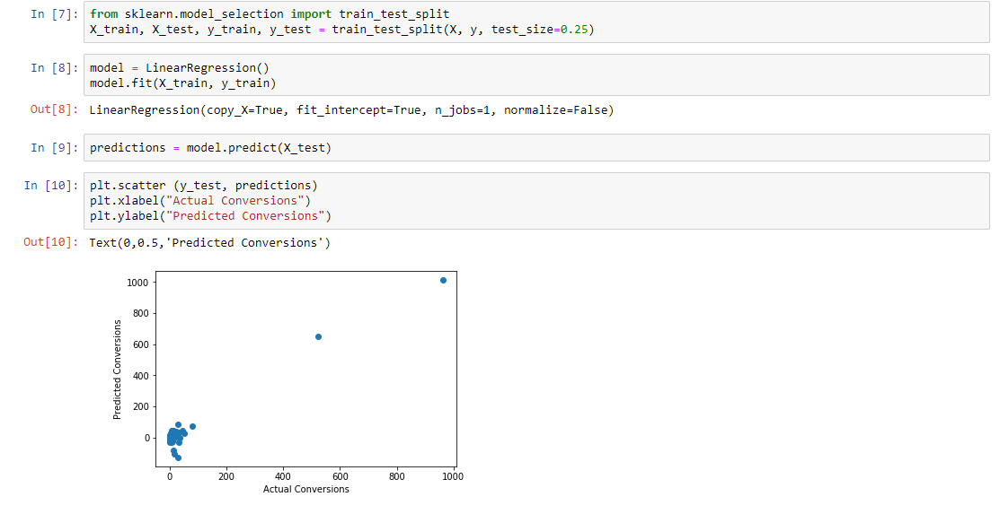 In [7]: from sklearn.model_selection import train_test_split
X_train, X_test, y_train, y_test = train_test_split(X, y, test_size=0.25)
In [8]: model = LinearRegression()
model.fit(X_train, y_train)
Out[8]: LinearRegression(copy_X=True, fit_intercept=True, n_jobs=1, normalize=False)
In [9]: predictions = model.predict(X_test)
In [10]: plt.scatter (y_test, predictions)
plt.xlabel("Actual Conversions")
plt.ylabel("Predicted Conversions")
Out[10]: Text(0,0.5,'Predicted Conversions')
1000
800
600
400
200
0
Predicted Conversions
0 200 400 600 800 1000
Actual Conversions